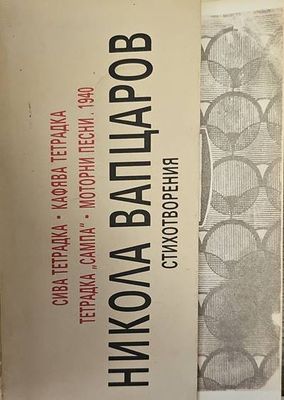 СИВА ТЕТРАДКА • КАФЯВА ТЕТРАДКА
ТЕТРАДКА „САМПА“ • МОТОРНИ ПЕСНИ . 1940
НИКОЛА ВАПЦАРОВ
СТИХОТВОРЕНИЯ